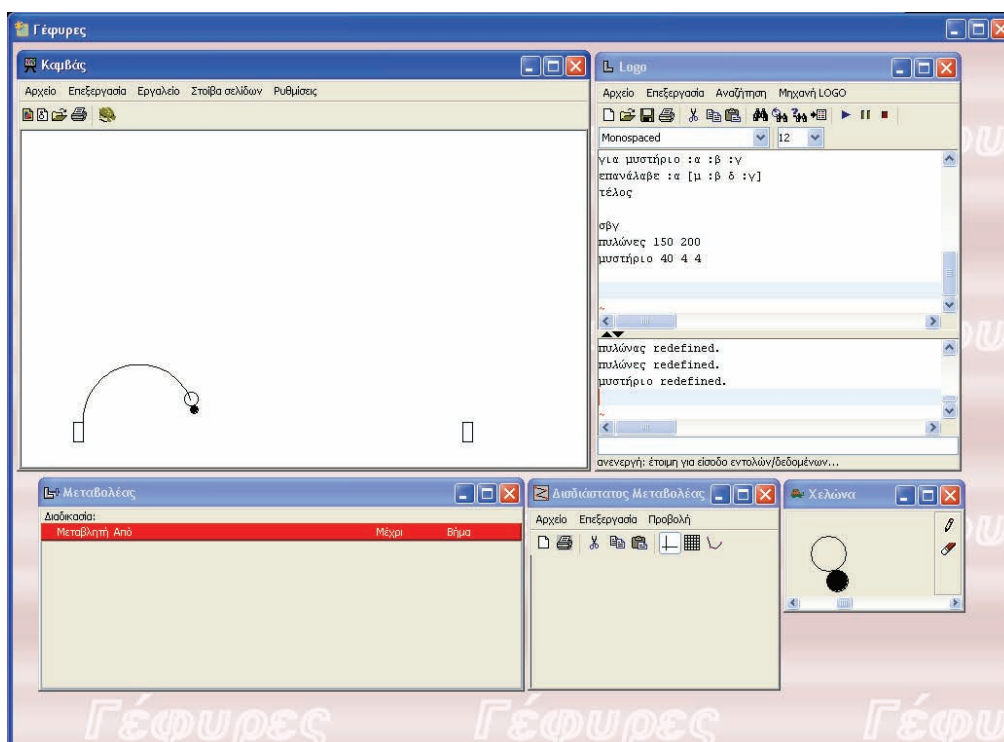 Γέφυρες
Καμβάς
Αρχείο Επεξεργασία Εργαλείο Στοίβα σελίδων Ρυθμίσεις
Logo
Αρχείο Επεξεργασία Αναζήτηση Μηχανή LOGO
Monospaced 12
για μυστήριο :α :β :γ
επανάλαβε :α [μ :β δ :γ]
τέλος
σβγ
πυλώνες 150 200
μυστήριο 40 4 4
πυλώνας redefined.
πυλώνες redefined.
μυστήριο redefined.
ανενεργή: έτοιμη για είσοδο εντολών/δεδομένων...
Μεταβολέας
Διαδικασία:
Μεταβλητή Από Μέχρι Βήμα
Δισδιάστατος Μεταβολέας
Αρχείο Επεξεργασία Προβολή
Χελώνα
Γέφυρες Γέφυρες